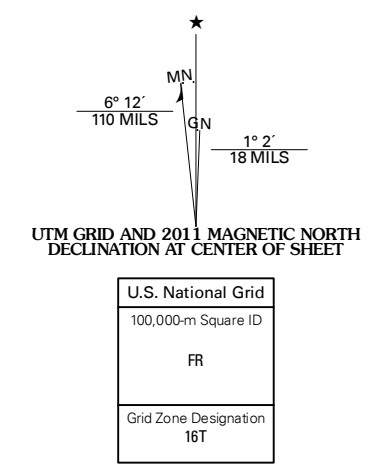 ★
MN
6° 12´
110 MILS
GN
1° 2´
18 MILS
UTM GRID AND 2011 MAGNETIC NORTH
DECLINATION AT CENTER OF SHEET
U.S. National Grid
100,000-m Square ID
FR
Grid Zone Designation
16T